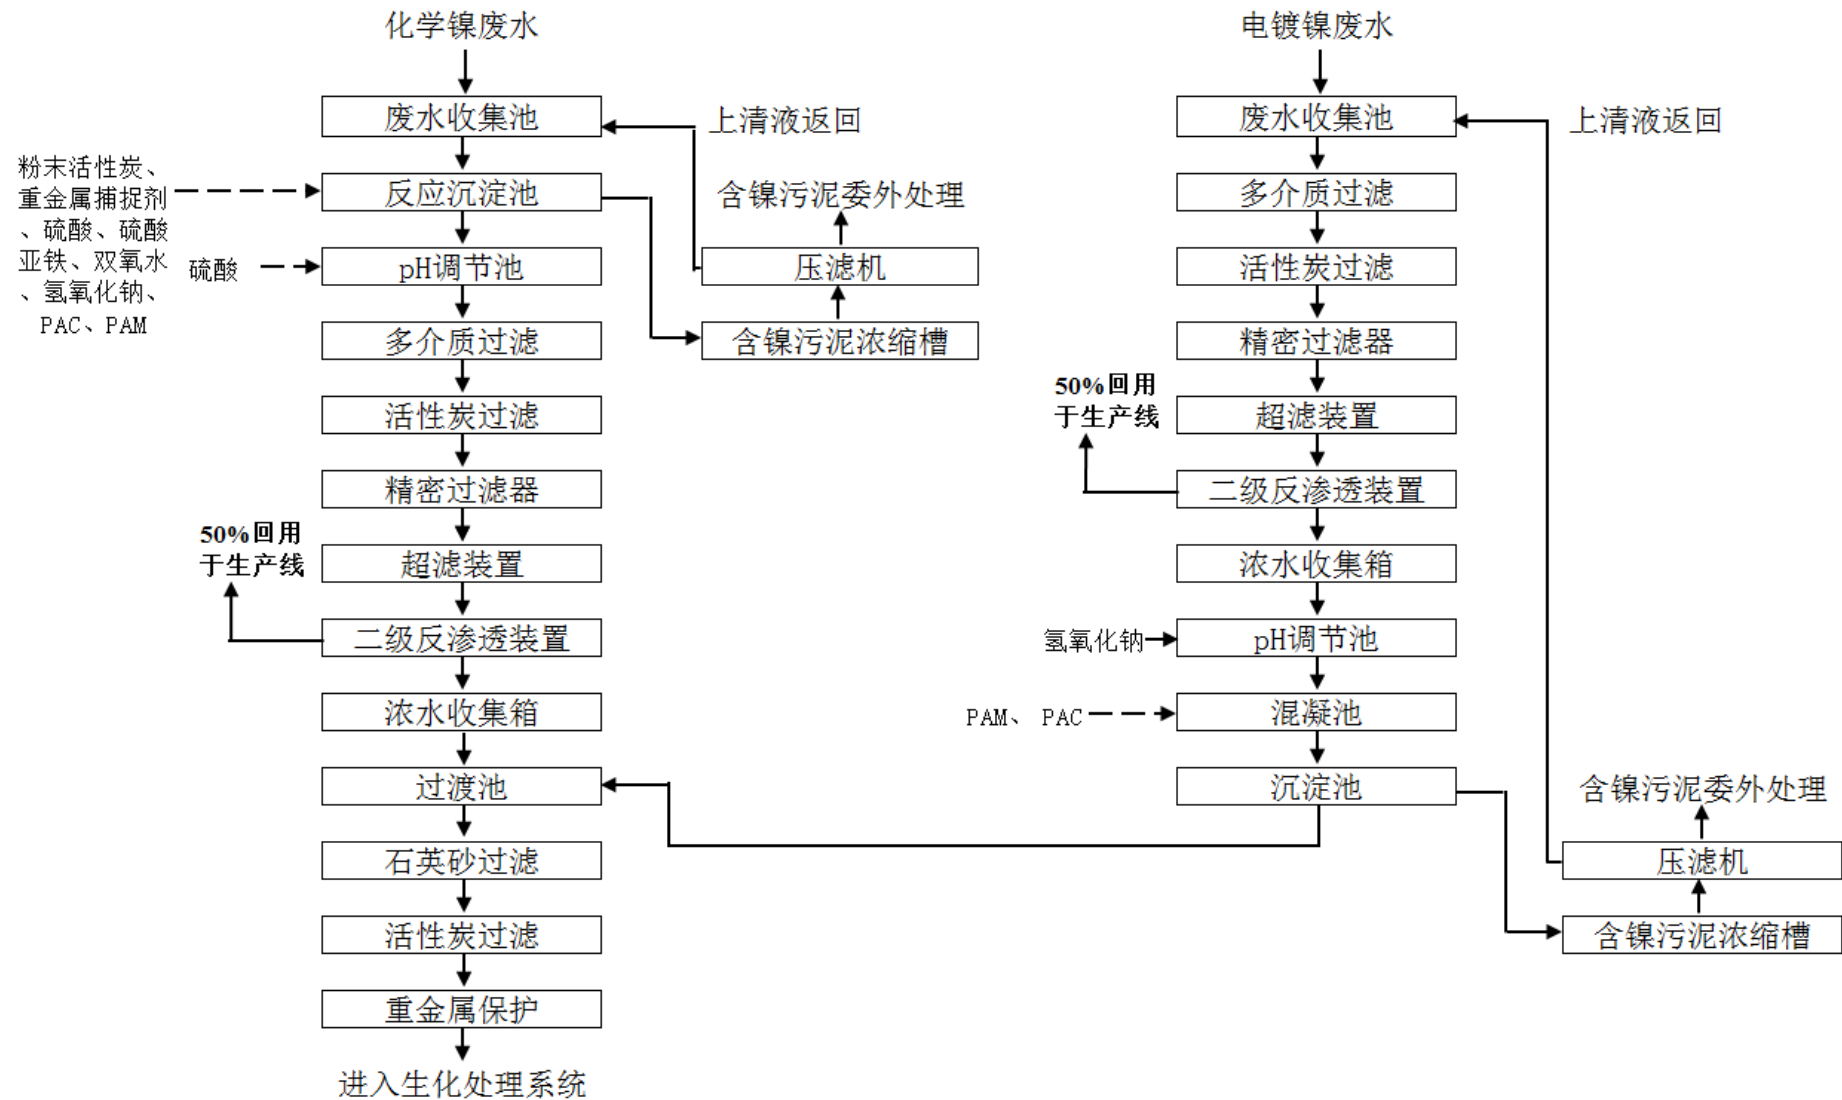 化学镍废水
废水收集池
上清液返回
粉末活性炭、
重金属捕捉剂
、硫酸、硫酸
亚铁、双氧水
、氢氧化钠、
PAC、PAM
反应沉淀池
含镍污泥委外处理
硫酸
pH调节池
压滤机
多介质过滤
含镍污泥浓缩槽
活性炭过滤
精密过滤器
50%回用
于生产线
超滤装置
二级反渗透装置
浓水收集箱
过渡池
石英砂过滤
活性炭过滤
重金属保护
进入生化处理系统
电镀镍废水
废水收集池
上清液返回
多介质过滤
活性炭过滤
精密过滤器
50%回用
于生产线
超滤装置
二级反渗透装置
浓水收集箱
氢氧化钠
pH调节池
PAM、 PAC
混凝池
沉淀池
含镍污泥委外处理
压滤机
含镍污泥浓缩槽